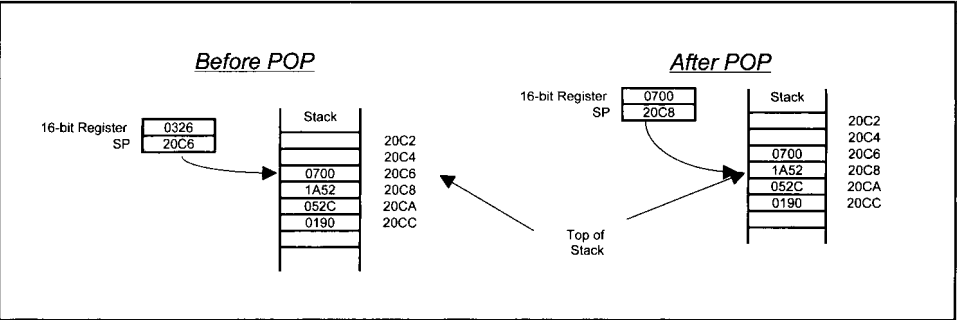 Before POP
16-bit Register 0326
SP 20C6
Stack
20C2
20C4
0700 20C6
1A52 20C8
052C 20CA
0190 20CC
Top of
Stack
After POP
16-bit Register 0700
SP 20C8
Stack
20C2
20C4
0700 20C6
1A52 20C8
052C 20CA
0190 20CC